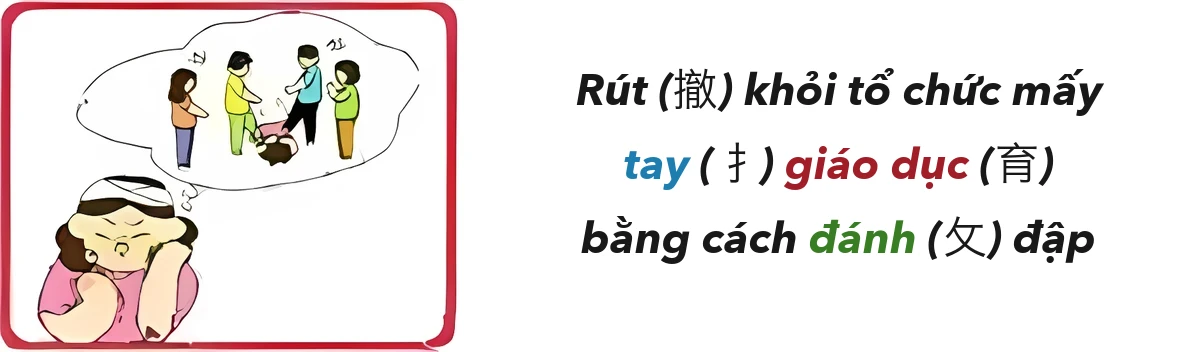 Rút (撤) khỏi tổ chức mấy
tay (扌) giáo dục (育)
bằng cách đánh (攵) đập